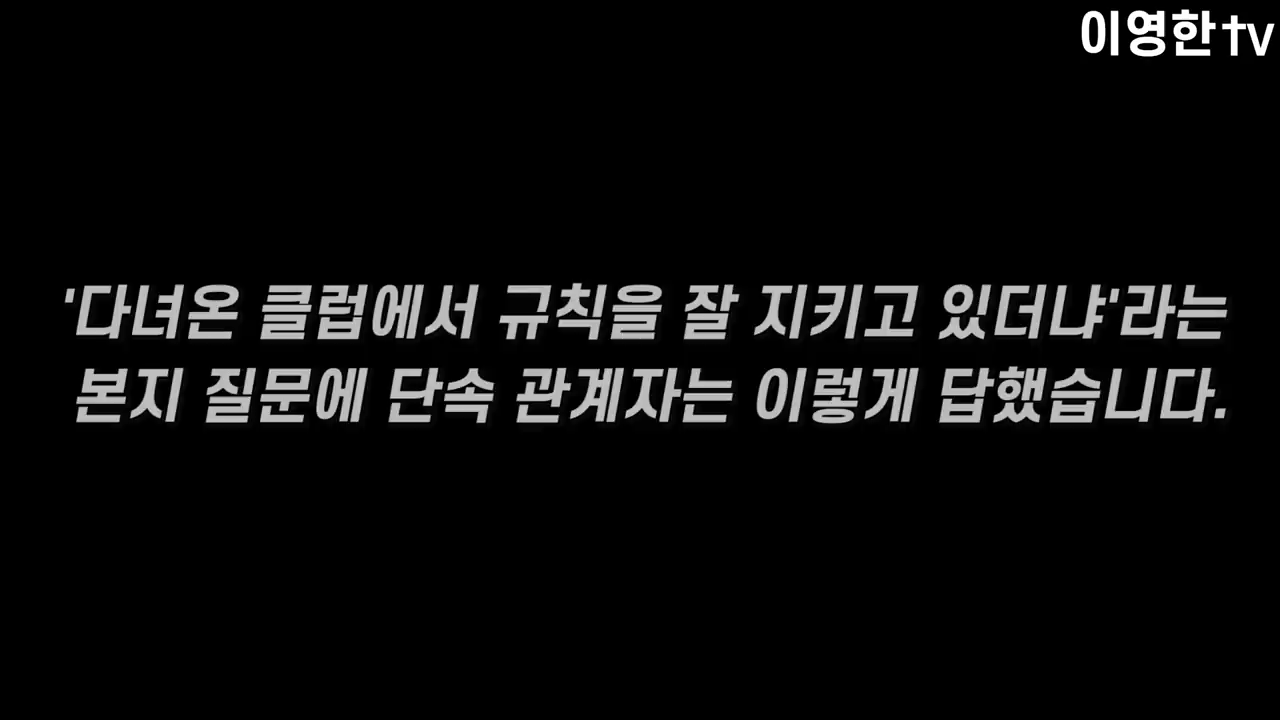 이영한tv
'다녀온 클럽에서 규칙을 잘 지키고 있더냐'라는
본지 질문에 단속 관계자는 이렇게 답했습니다.